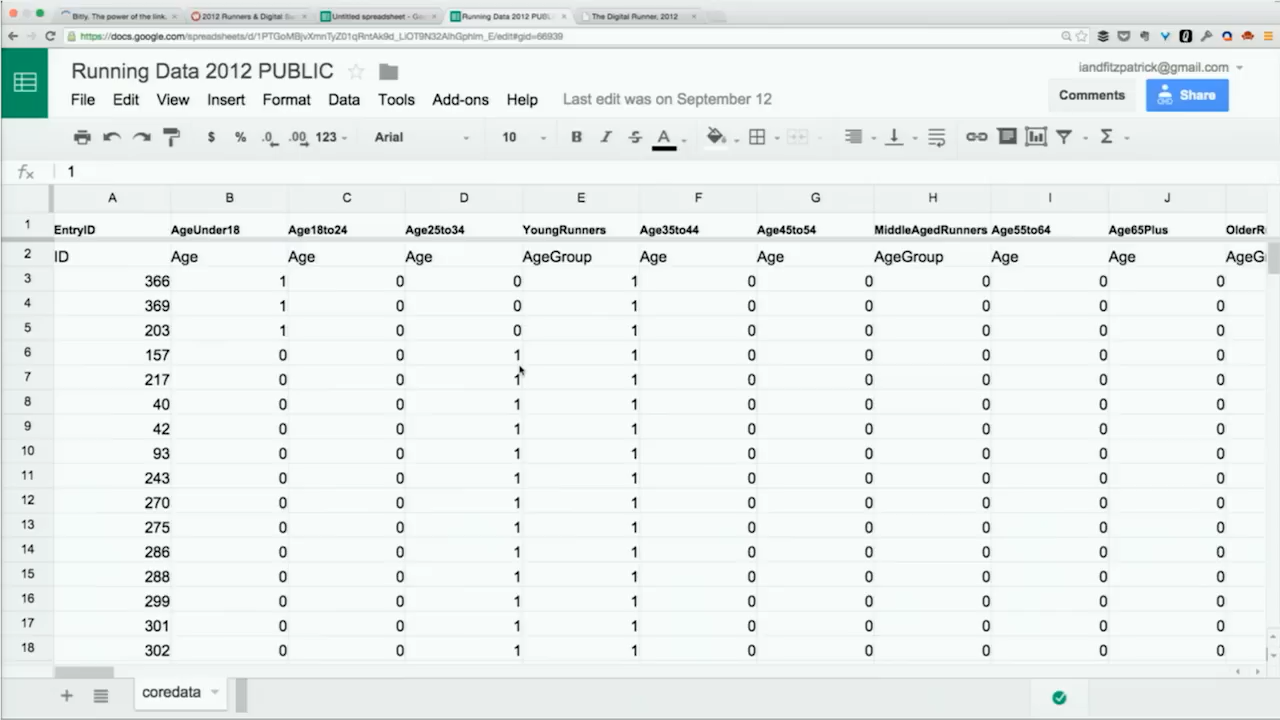 Bitty. The power of the link. 2012 Runners & Digital Untitled spreadsheet - Running Data 2012 PUBLIC The Digital Runner, 2012
https://docs.google.com/spreadsheets/d/1PTGoMBjvXmnTyZ01qRntAk9d_LiOT9N32AlhGphIm_E/edit#gid=66939
Running Data 2012 PUBLIC iandfitzpatrick@gmail.com
File Edit View Insert Format Data Tools Add-ons Help Last edit was on September 12 Comments Share
$ % .0 .00 123 Arial 10 B I S A Σ
fx 1
A B C D E F G H I J
1 EntryID AgeUnder18 Age18to24 Age25to34 YoungRunners Age35to44 Age45to54 MiddleAgedRunners Age55to64 Age65Plus OlderR
2 ID Age Age Age AgeGroup Age Age AgeGroup Age Age AgeG
3 366 1 0 0 1 0 0 0 0 0
4 369 1 0 0 1 0 0 0 0 0
5 203 1 0 0 1 0 0 0 0 0
6 157 0 0 1 1 0 0 0 0 0
7 217 0 0 1 1 0 0 0 0 0
8 40 0 0 1 1 0 0 0 0 0
9 42 0 0 1 1 0 0 0 0 0
10 93 0 0 1 1 0 0 0 0 0
11 243 0 0 1 1 0 0 0 0 0
12 270 0 0 1 1 0 0 0 0 0
13 275 0 0 1 1 0 0 0 0 0
14 286 0 0 1 1 0 0 0 0 0
15 288 0 0 1 1 0 0 0 0 0
16 299 0 0 1 1 0 0 0 0 0
17 301 0 0 1 1 0 0 0 0 0
18 302 0 0 1 1 0 0 0 0 0
coredata